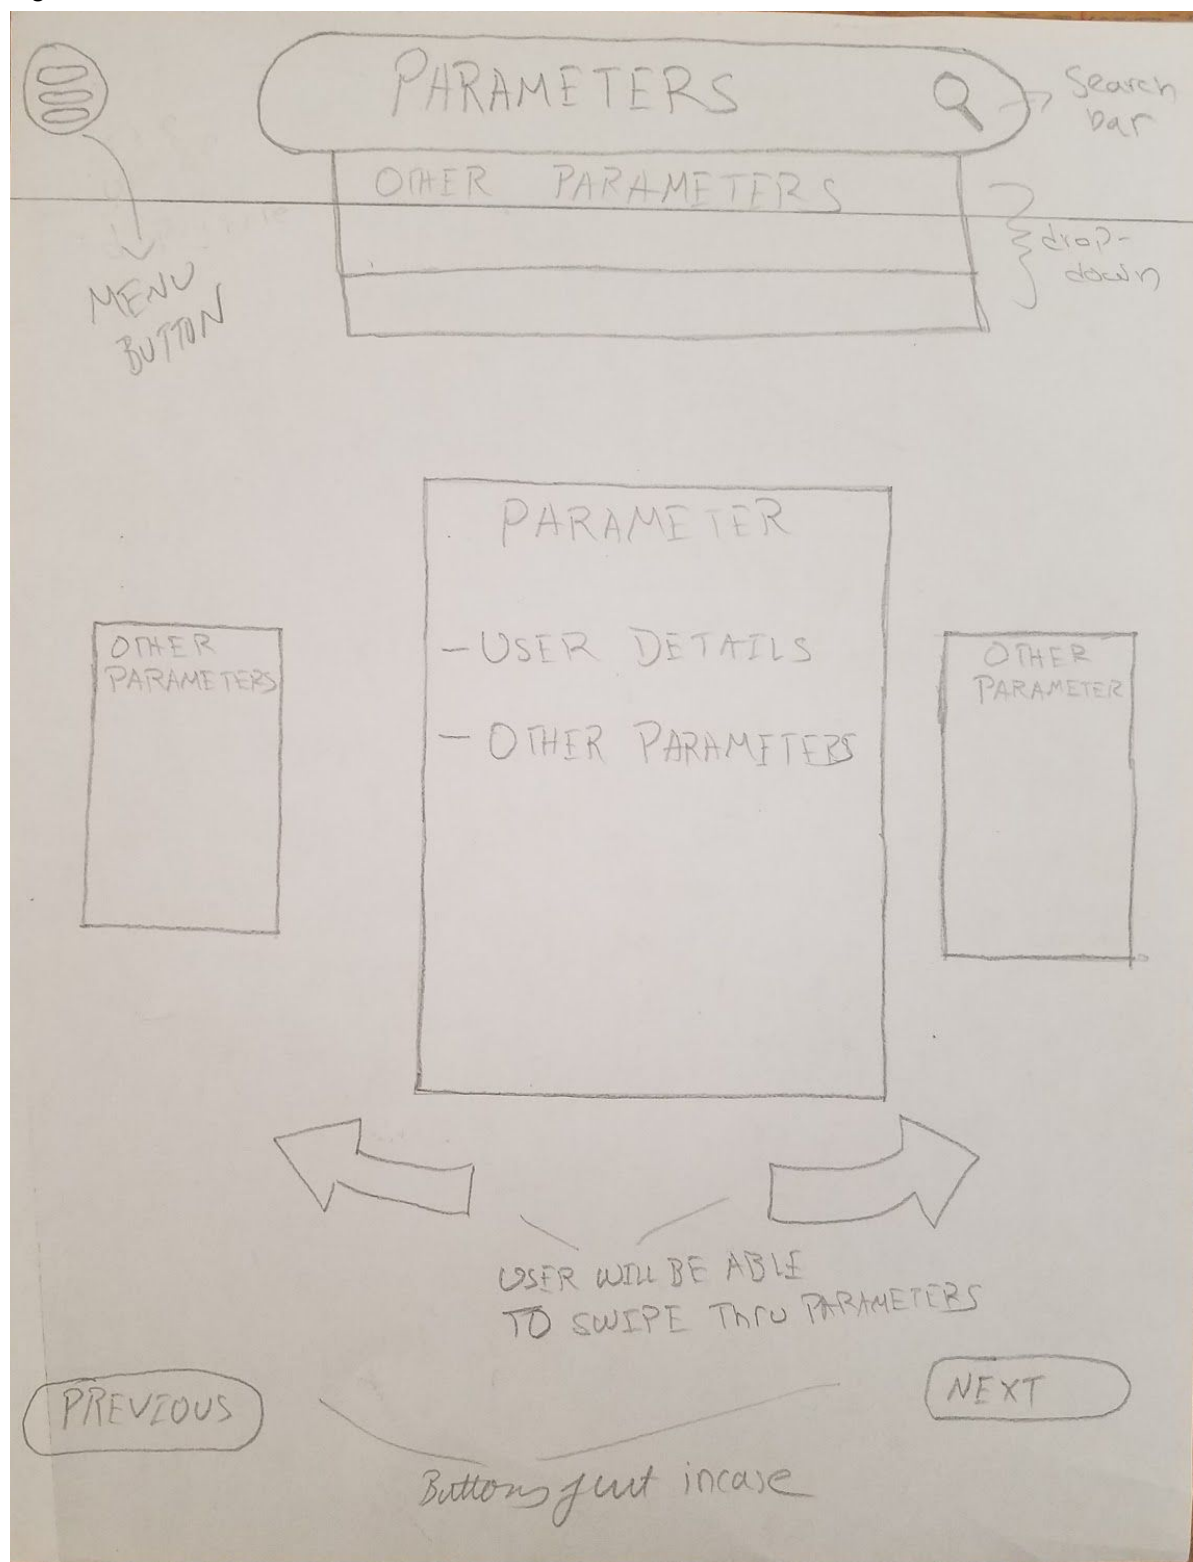 PARAMETERS
Search
bar
OTHER PARAMETERS
drop-
down
MENU
BUTTON
PARAMETER
- USER DETAILS
- OTHER PARAMETERS
OTHER
PARAMETERS
OTHER
PARAMETER
USER WILL BE ABLE
TO SWIPE Thru PARAMETERS
PREVIOUS
NEXT
Buttons just incase